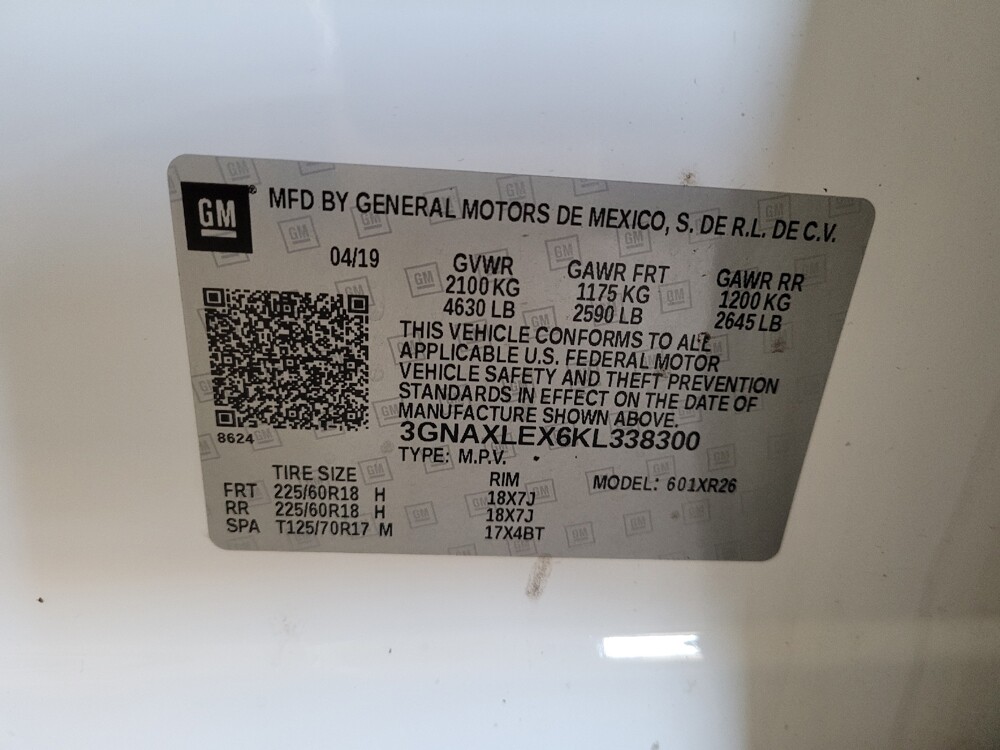 GM® MFD BY GENERAL MOTORS DE MEXICO, S. DE R.L. DE C.V.
04/19 GVWR GAWR FRT GAWR RR
2100 KG 1175 KG 1200 KG
4630 LB 2590 LB 2645 LB
THIS VEHICLE CONFORMS TO ALL
APPLICABLE U.S. FEDERAL MOTOR
VEHICLE SAFETY AND THEFT PREVENTION
STANDARDS IN EFFECT ON THE DATE OF
MANUFACTURE SHOWN ABOVE.
8624 3GNAXLEX6KL338300
TYPE: M.P.V.
TIRE SIZE RIM MODEL: 601XR26
FRT 225/60R18 H 18X7J
RR 225/60R18 H 18X7J
SPA T125/70R17 M 17X4BT